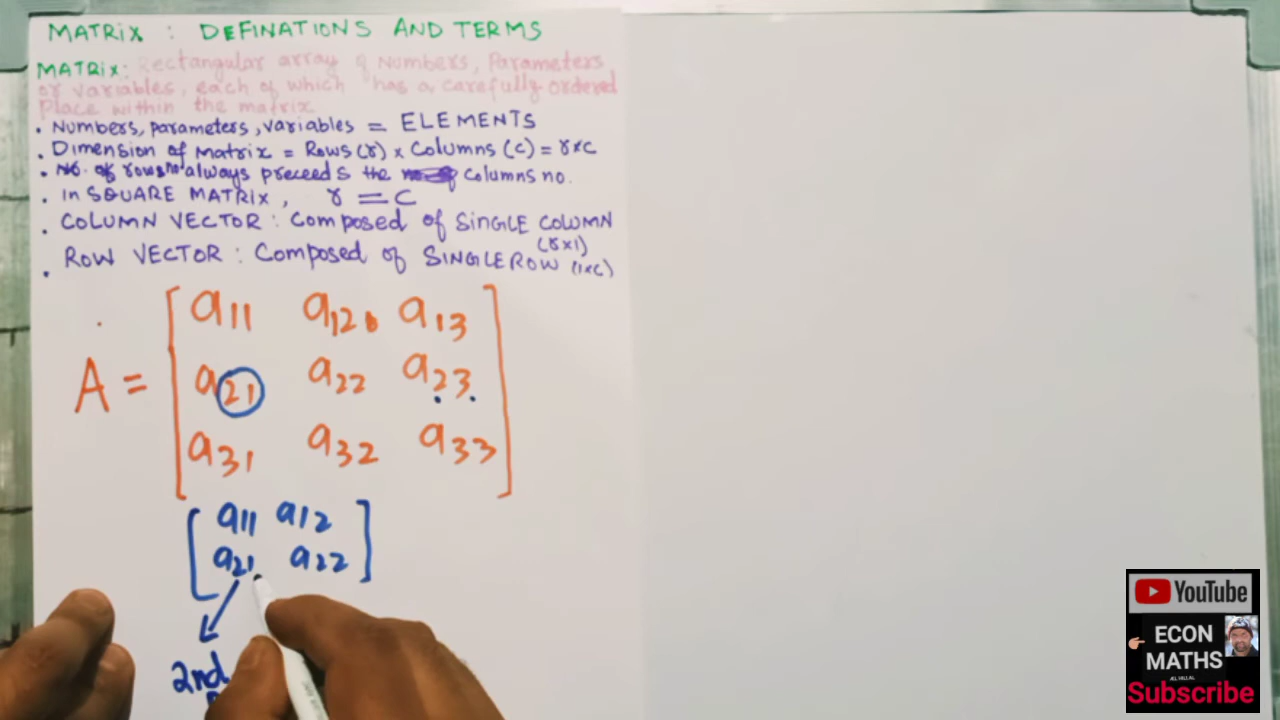 MATRIX : DEFINATIONS AND TERMS
MATRIX: Rectangular array of Numbers, Parameters
or variables, each of which has a carefully ordered
Place within the matrix
• Numbers, parameters, variables = ELEMENTS
• Dimension of Matrix = Rows (r) x Columns (c) = r x c
• No. of rows no always preceeds the columns no.
• In SQUARE MATRIX, r = c
• COLUMN VECTOR : Composed of SINGLE COLUMN (r x 1)
• ROW VECTOR : Composed of SINGLE ROW (1 x c)
a11 a12 a13
A = a21 a22 a23
a31 a32 a33
a11 a12
a21 a22
2nd
YouTube
ECON
MATHS
Subscribe